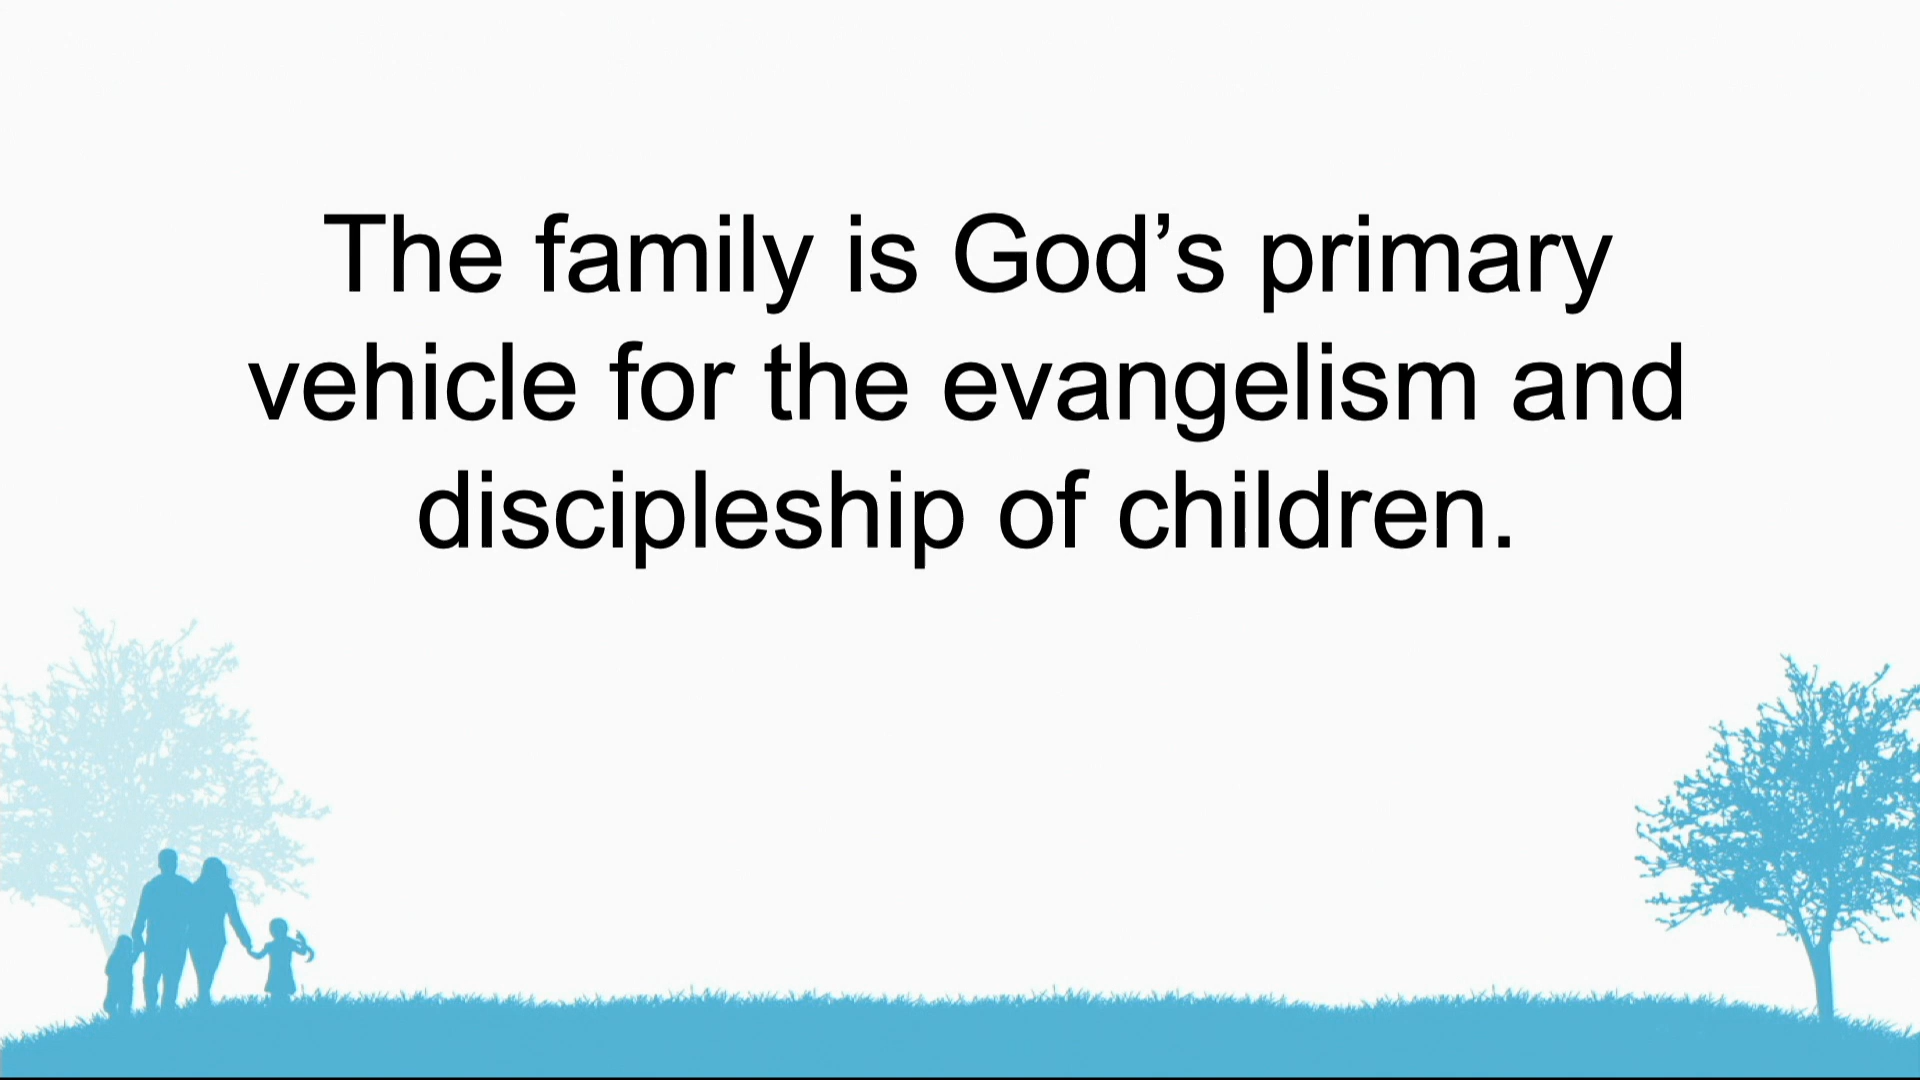 The family is God’s primary
vehicle for the evangelism and
discipleship of children.